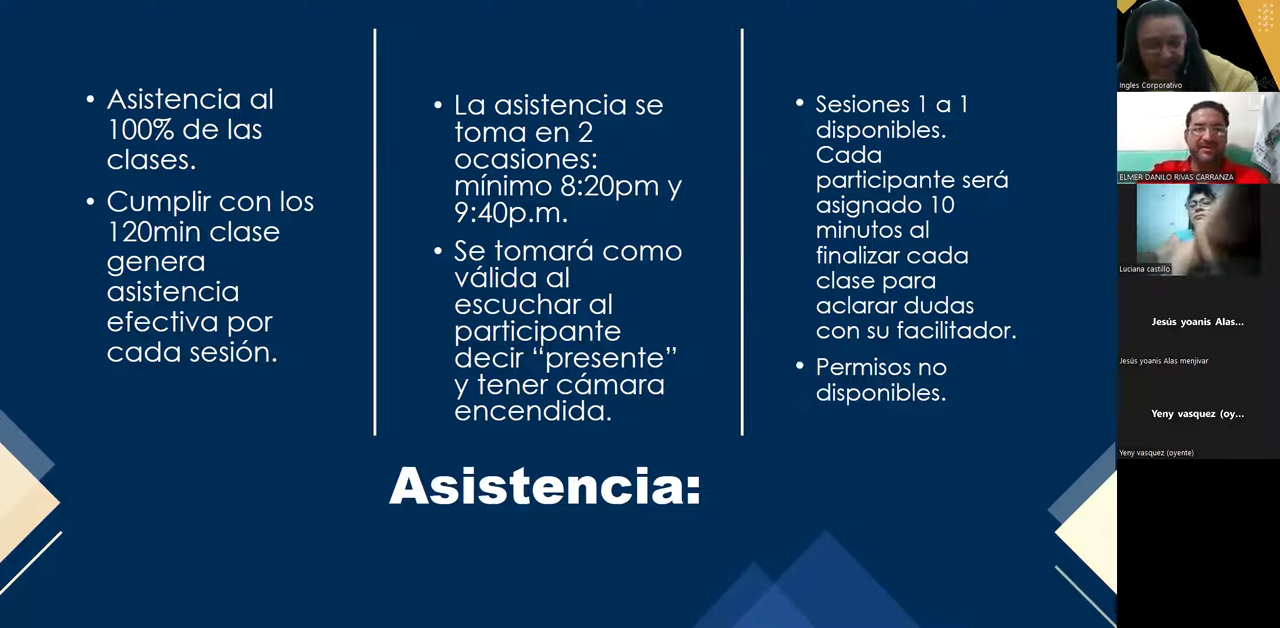 • Asistencia al
100% de las
clases.
• Cumplir con los
120min clase
genera
asistencia
efectiva por
cada sesión.
• La asistencia se
toma en 2
ocasiones:
mínimo 8:20pm y
9:40p.m.
• Se tomará como
válida al
escuchar al
participante
decir “presente”
y tener cámara
encendida.
• Sesiones 1 a 1
disponibles.
Cada
participante será
asignado 10
minutos al
finalizar cada
clase para
aclarar dudas
con su facilitador.
• Permisos no
disponibles.
Asistencia:
Ingles Corporativo
ELMER DANILO RIVAS CARRANZA
Luciana castillo
Jesús yoanis Alas...
Jesús yoanis Alas menjivar
Yeny vasquez (oy...
Yeny vasquez (oyente)